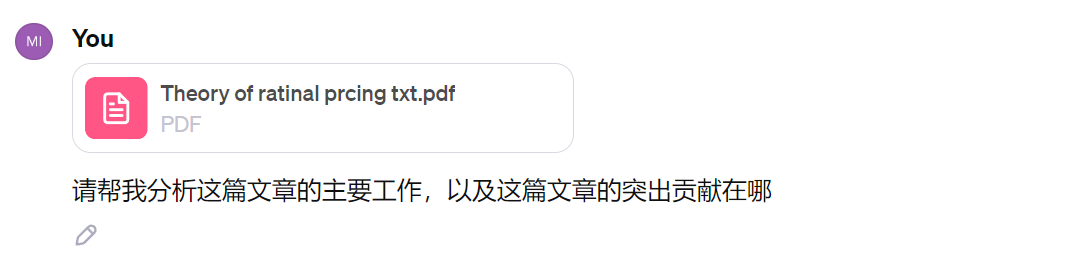 MI
You
Theory of ratinal prcing txt.pdf
PDF
请帮我分析这篇文章的主要工作，以及这篇文章的突出贡献在哪